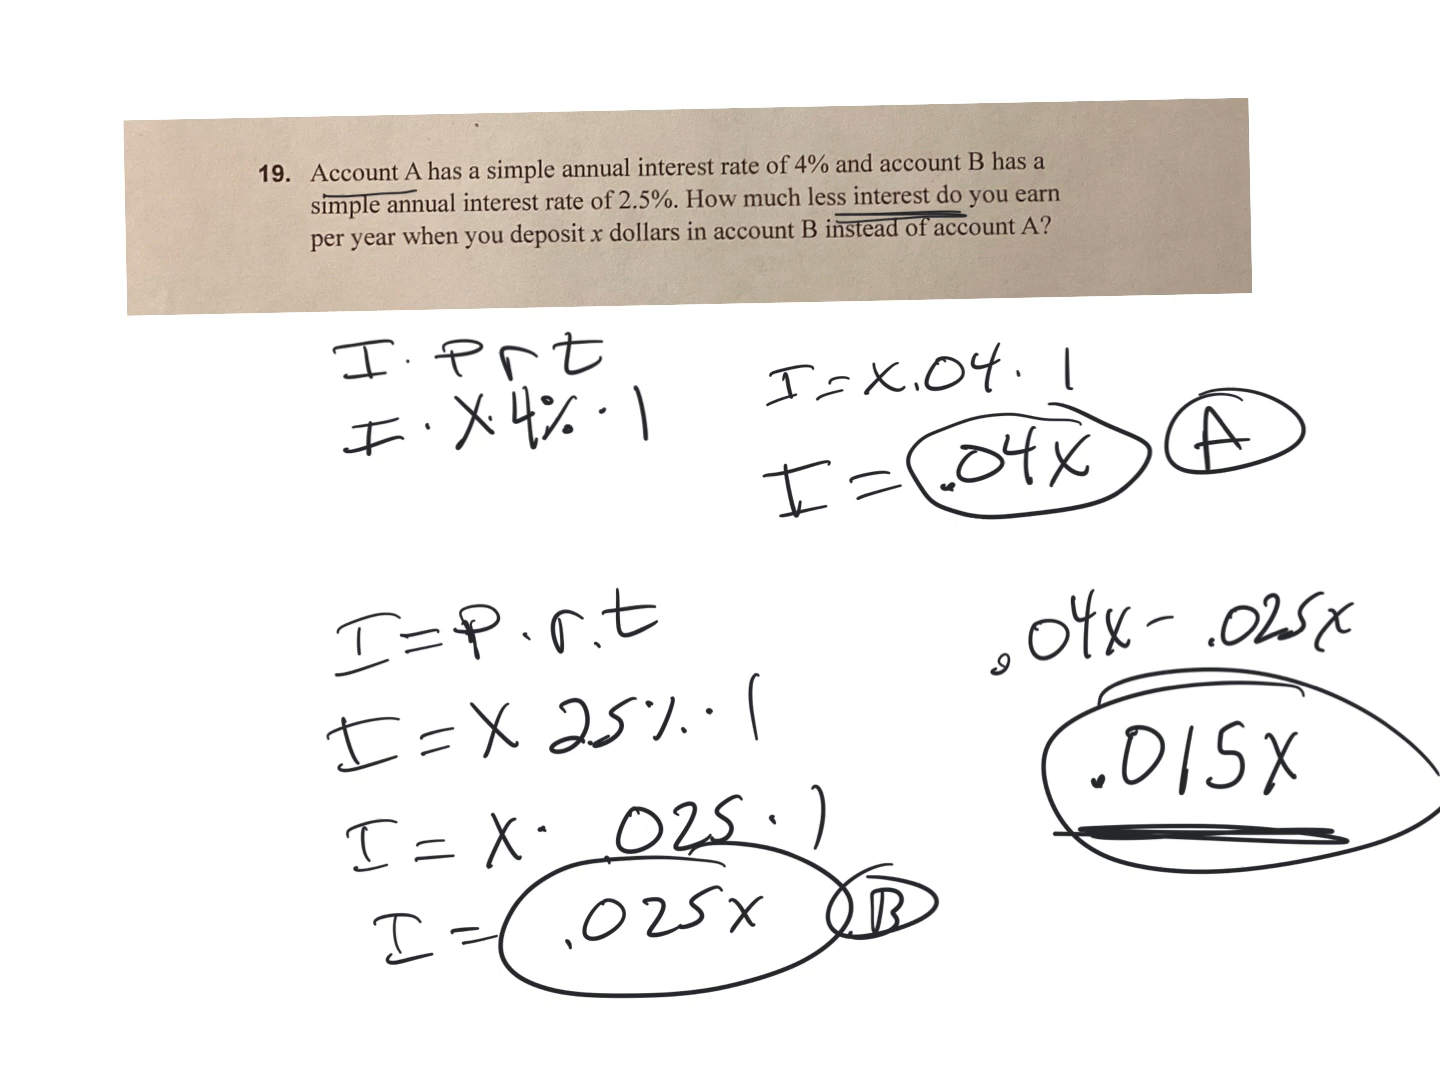 19. Account A has a simple annual interest rate of 4% and account B has a
simple annual interest rate of 2.5%. How much less interest do you earn
per year when you deposit x dollars in account B instead of account A?
I · P r t
I · X · 4% · 1
I = X .04 · 1
I = .04X A
I = P · r · t
I = X 2.5% · 1
I = X · .025 · 1
I = .025X B
.04X - .025X
.015X